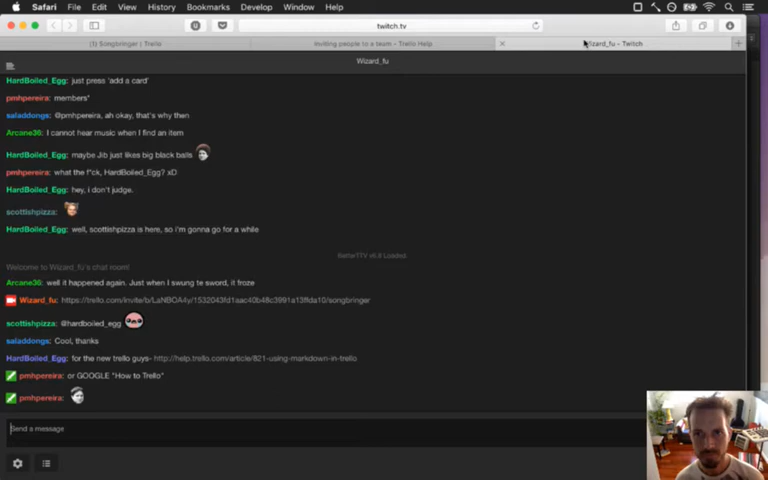 Safari File Edit View History Bookmarks Develop Window Help
twitch.tv
(1) Songbringer | Trello
Inviting people to a team - Trello Help
Wizard_fu - Twitch
Wizard_fu
HardBoiled_Egg: just press 'add a card'
pmhpereira: members*
saladdongs: @pmhpereira, ah okay, that's why then
Arcane36: I cannot hear music when I find an item
HardBoiled_Egg: maybe Jib just likes big black balls
pmhpereira: what the f*ck, HardBoiled_Egg? xD
HardBoiled_Egg: hey, i don't judge.
scottishpizza:
HardBoiled_Egg: well, scottishpizza is here, so i'm gonna go for a while
BetterTTV v6.8 Loaded.
Welcome to Wizard_fu's chat room!
Arcane36: well it happened again. Just when I swung te sword, it froze
Wizard_fu: https://trello.com/invite/b/LaNBOA4y/1532043fd1aac40b48c3991a13ffda10/songbringer
scottishpizza: @hardboiled_egg
saladdongs: Cool, thanks
HardBoiled_Egg: for the new trello guys- http://help.trello.com/article/821-using-markdown-in-trello
pmhpereira: or GOOGLE "How to Trello"
pmhpereira:
Send a message